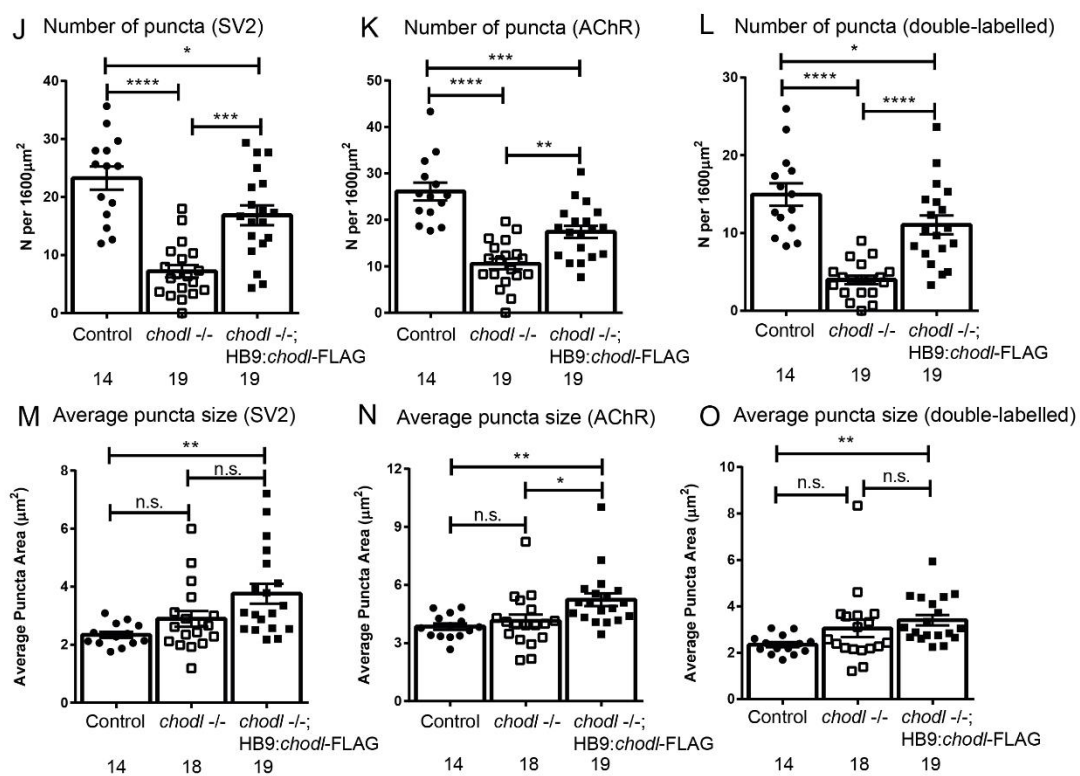 J Number of puncta (SV2)
*
****
***
N per 1600µm²
40
30
20
10
0
Control
chodl -/-
chodl -/-;
HB9:chodl-FLAG
14
19
19
K Number of puncta (AChR)
***
****
**
N per 1600µm²
50
40
30
20
10
0
Control
chodl -/-
chodl -/-;
HB9:chodl-FLAG
14
19
19
L Number of puncta (double-labelled)
*
****
****
N per 1600µm²
30
20
10
0
Control
chodl -/-
chodl -/-;
HB9:chodl-FLAG
14
19
19
M Average puncta size (SV2)
**
n.s.
n.s.
Average Puncta Area (µm²)
8
6
4
2
0
Control
chodl -/-
chodl -/-;
HB9:chodl-FLAG
14
18
19
N Average puncta size (AChR)
**
*
n.s.
Average Puncta Area (µm²)
12
9
6
3
0
Control
chodl -/-
chodl -/-;
HB9:chodl-FLAG
14
18
19
O Average puncta size (double-labelled)
**
n.s.
n.s.
Average Puncta Area (µm²)
10
8
6
4
2
0
Control
chodl -/-
chodl -/-;
HB9:chodl-FLAG
14
18
19